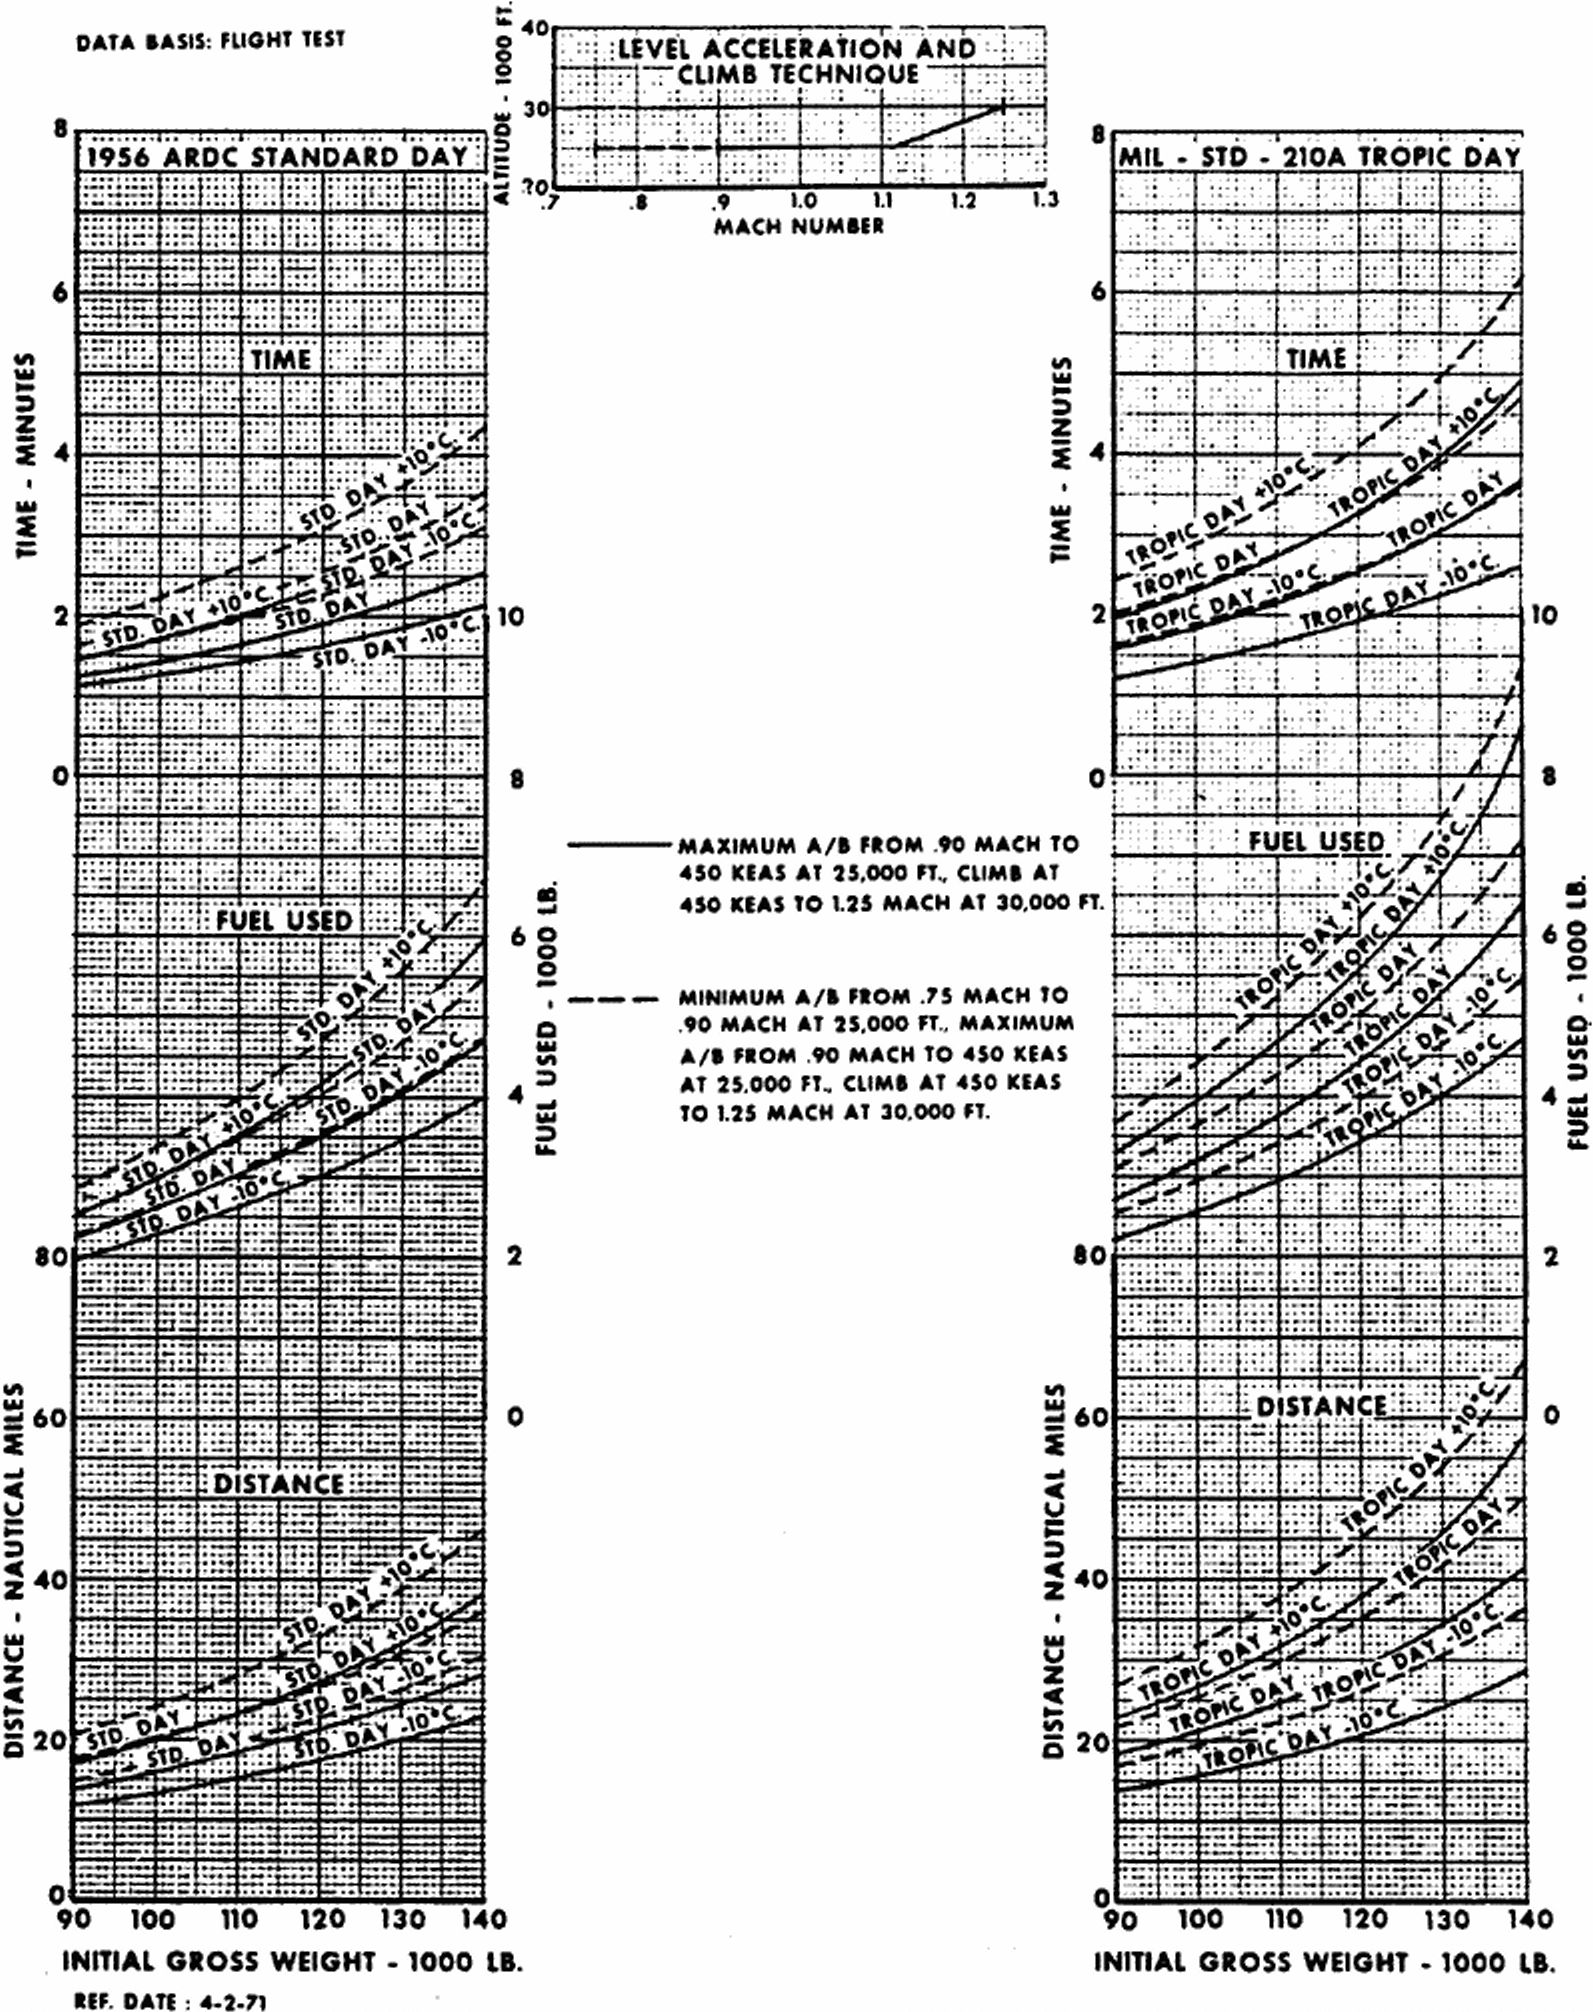 DATA BASIS: FLIGHT TEST
ALTITUDE - 1000 FT.
40
30
20
LEVEL ACCELERATION AND
CLIMB TECHNIQUE
.7 .8 .9 1.0 1.1 1.2 1.3
MACH NUMBER
1956 ARDC STANDARD DAY
8
6
4
2
0
TIME - MINUTES
TIME
STD. DAY +10°C.
STD. DAY
STD. DAY -10°C.
STD. DAY +10°C.
STD. DAY
STD. DAY -10°C.
10
8
6
4
2
0
FUEL USED - 1000 LB.
FUEL USED
STD. DAY +10°C.
STD. DAY
STD. DAY -10°C.
STD. DAY +10°C.
STD. DAY
STD. DAY -10°C.
80
60
40
20
0
DISTANCE - NAUTICAL MILES
DISTANCE
STD. DAY +10°C.
STD. DAY +10°C.
STD. DAY -10°C.
STD. DAY
STD. DAY
STD. DAY -10°C.
90 100 110 120 130 140
INITIAL GROSS WEIGHT - 1000 LB.
REF. DATE : 4-2-71
MAXIMUM A/B FROM .90 MACH TO
450 KEAS AT 25,000 FT., CLIMB AT
450 KEAS TO 1.25 MACH AT 30,000 FT.
MINIMUM A/B FROM .75 MACH TO
.90 MACH AT 25,000 FT., MAXIMUM
A/B FROM .90 MACH TO 450 KEAS
AT 25,000 FT., CLIMB AT 450 KEAS
TO 1.25 MACH AT 30,000 FT.
MIL - STD - 210A TROPIC DAY
8
6
4
2
0
TIME - MINUTES
TIME
TROPIC DAY +10°C.
TROPIC DAY +10°C.
TROPIC DAY
TROPIC DAY
TROPIC DAY -10°C.
TROPIC DAY -10°C.
10
8
6
4
2
0
FUEL USED - 1000 LB.
FUEL USED
TROPIC DAY +10°C.
TROPIC DAY +10°C.
TROPIC DAY
TROPIC DAY
TROPIC DAY -10°C.
TROPIC DAY -10°C.
80
60
40
20
0
DISTANCE - NAUTICAL MILES
DISTANCE
TROPIC DAY +10°C.
TROPIC DAY
TROPIC DAY +10°C.
TROPIC DAY
TROPIC DAY -10°C.
TROPIC DAY -10°C.
90 100 110 120 130 140
INITIAL GROSS WEIGHT - 1000 LB.